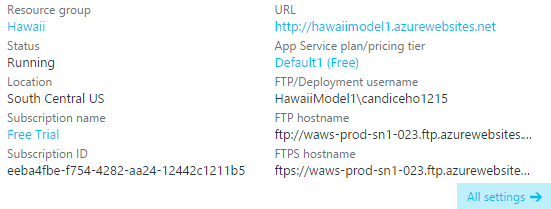 Resource group
Hawaii
Status
Running
Location
South Central US
Subscription name
Free Trial
Subscription ID
eeba4fbe-f754-4282-aa24-12442c1211b5
URL
http://hawaiimodel1.azurewebsites.net
App Service plan/pricing tier
Default1 (Free)
FTP/Deployment username
HawaiiModel1\candiceho1215
FTP hostname
ftp://waws-prod-sn1-023.ftp.azurewebsites....
FTPS hostname
ftps://waws-prod-sn1-023.ftp.azurewebsite...
All settings →